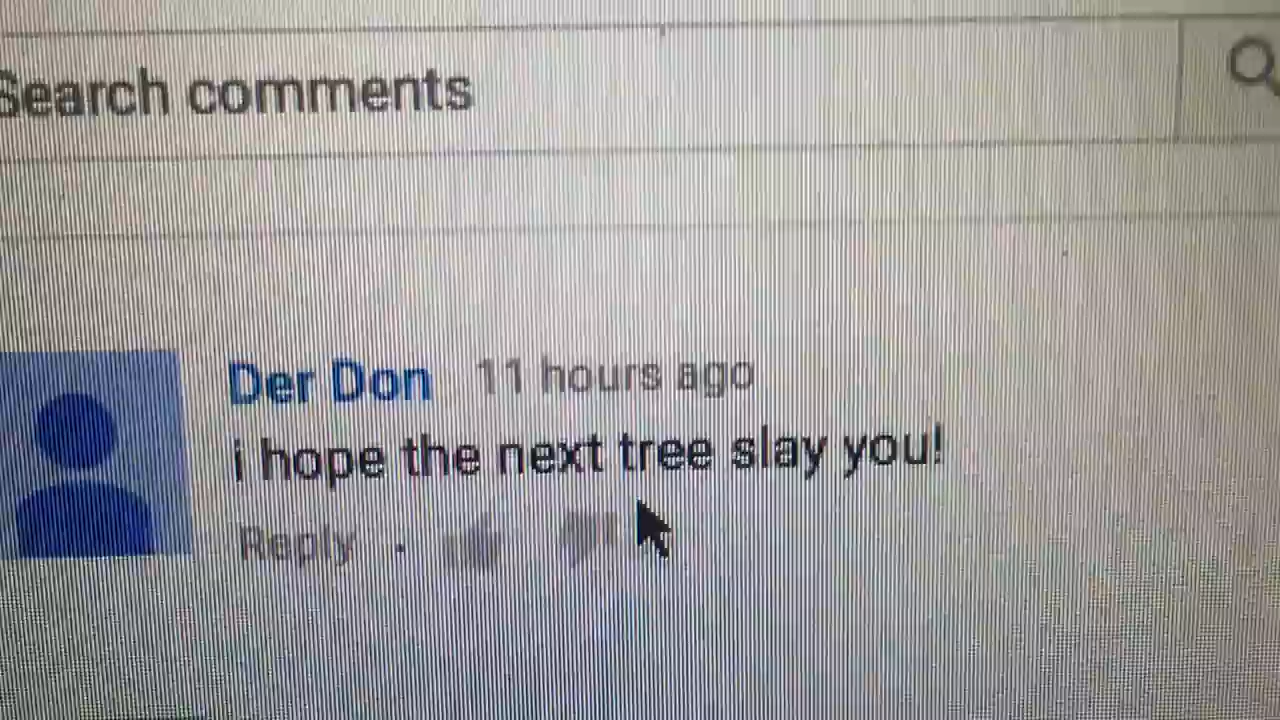 Search comments
Der Don 11 hours ago
i hope the next tree slay you!
Reply